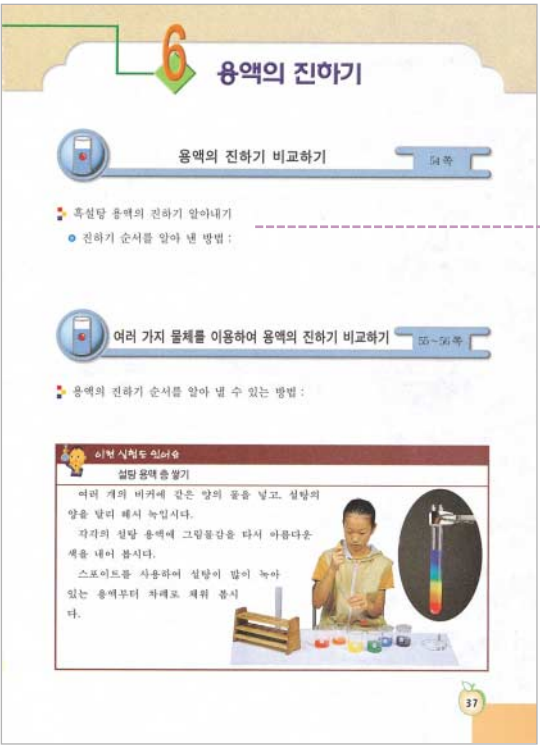 6
용액의 진하기
용액의 진하기 비교하기
54 쪽
흑설탕 용액의 진하기 알아내기
진하기 순서를 알아 낸 방법 :
여러 가지 물체를 이용하여 용액의 진하기 비교하기
55~56 쪽
용액의 진하기 순서를 알아 낼 수 있는 방법 :
이런 실험도 있어요
설탕 용액 층 쌓기
여러 개의 비커에 같은 양의 물을 넣고, 설탕의
양을 달리 해서 녹입시다.
각각의 설탕 용액에 그림물감을 타서 아름다운
색을 내어 봅시다.
스포이트를 사용하여 설탕이 많이 녹아
있는 용액부터 차례로 채워 봅시
다.
37